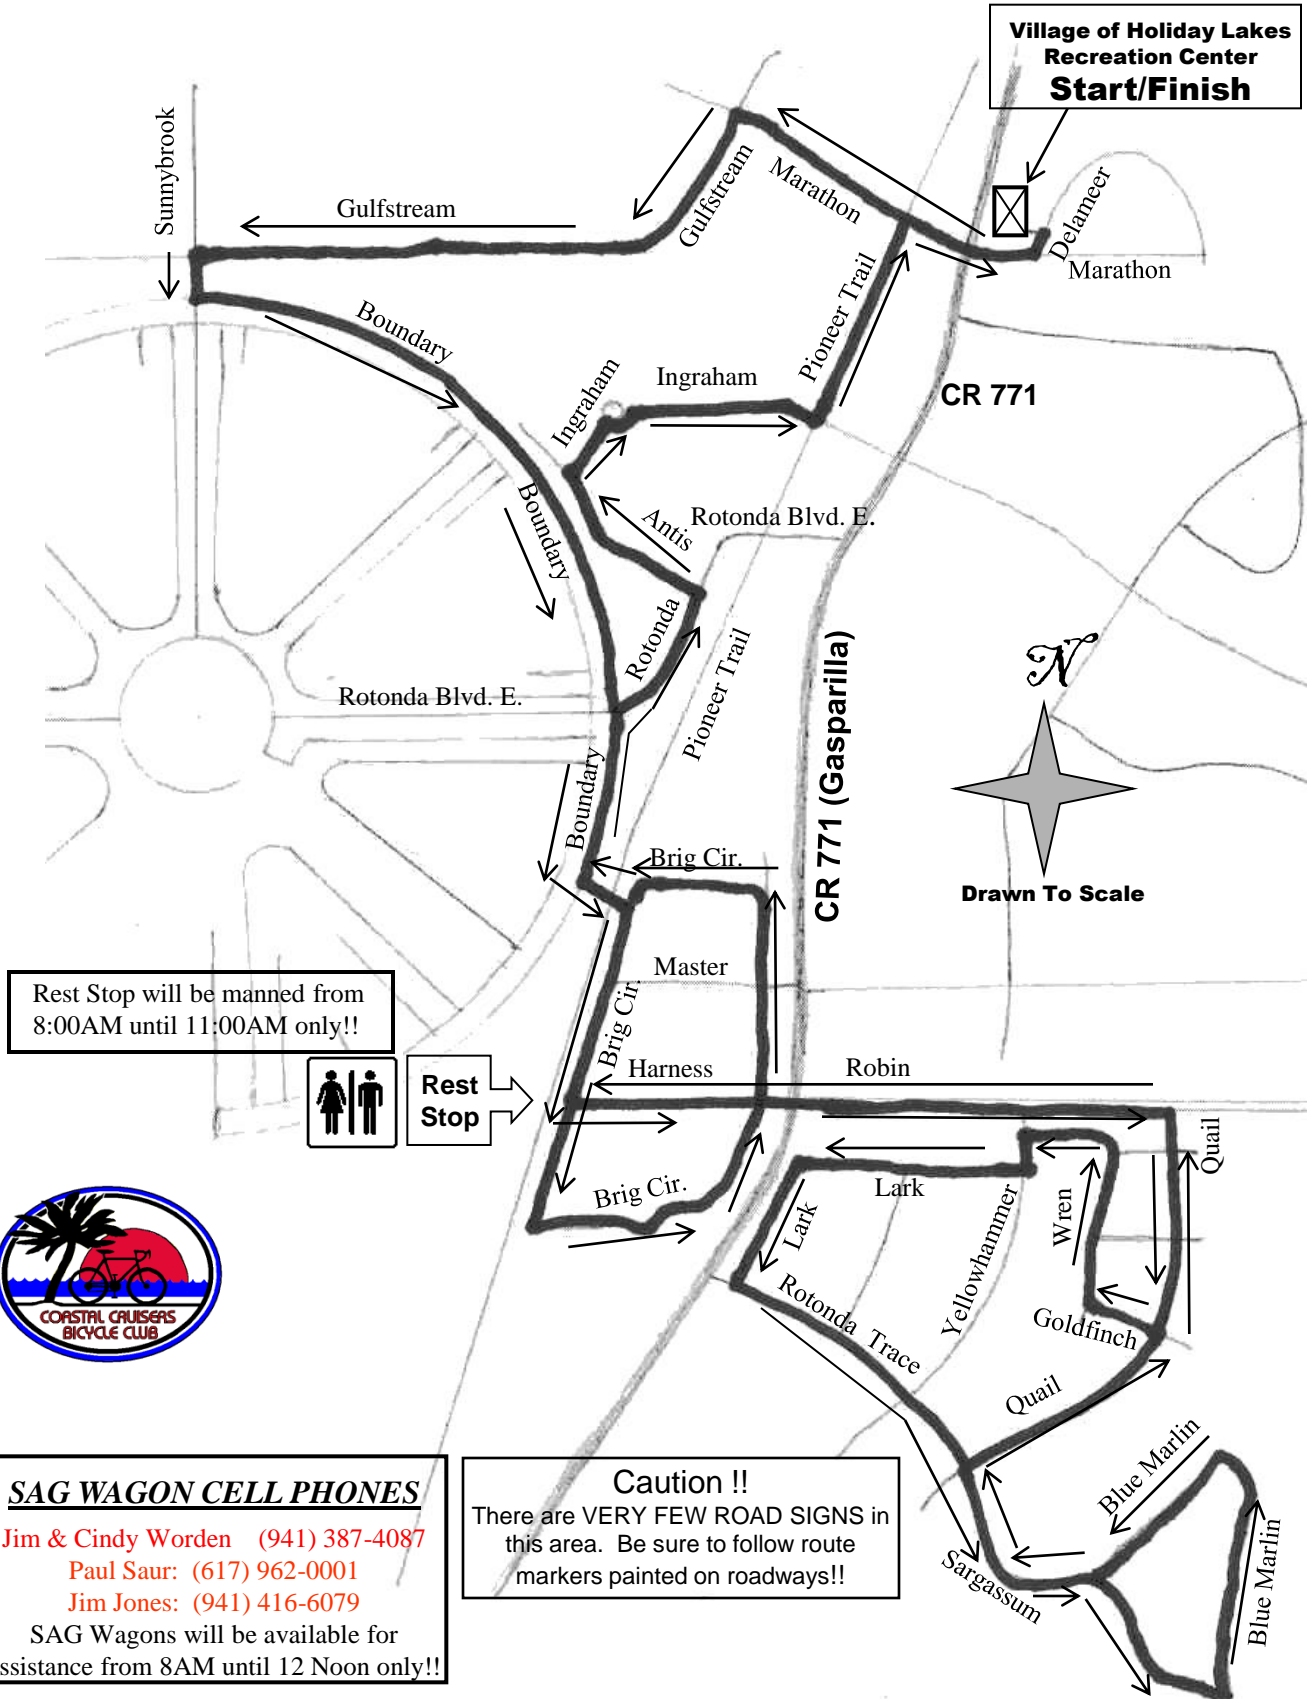 Village of Holiday Lakes
Recreation Center
Start/Finish
Sunnybrook
Gulfstream
Gulfstream
Marathon
Delameer
Marathon
Boundary
Pioneer Trail
Ingraham
Ingraham
CR 771
Boundary
Antis
Rotonda Blvd. E.
Rotonda
Pioneer Trail
CR 771 (Gasparilla)
N
Rotonda Blvd. E.
Boundary
Brig Cir.
Drawn To Scale
Master
Brig Cir.
Rest Stop will be manned from
8:00AM until 11:00AM only!!
Rest
Stop
Harness
Robin
Quail
Brig Cir.
Lark
Lark
Yellowhammer
Wren
Goldfinch
Rotonda Trace
Quail
COASTAL CRUISERS
BICYCLE CLUB
Blue Marlin
Blue Marlin
Sargassum
SAG WAGON CELL PHONES
Jim & Cindy Worden (941) 387-4087
Paul Saur: (617) 962-0001
Jim Jones: (941) 416-6079
SAG Wagons will be available for
ssistance from 8AM until 12 Noon only!!
Caution !!
There are VERY FEW ROAD SIGNS in
this area. Be sure to follow route
markers painted on roadways!!